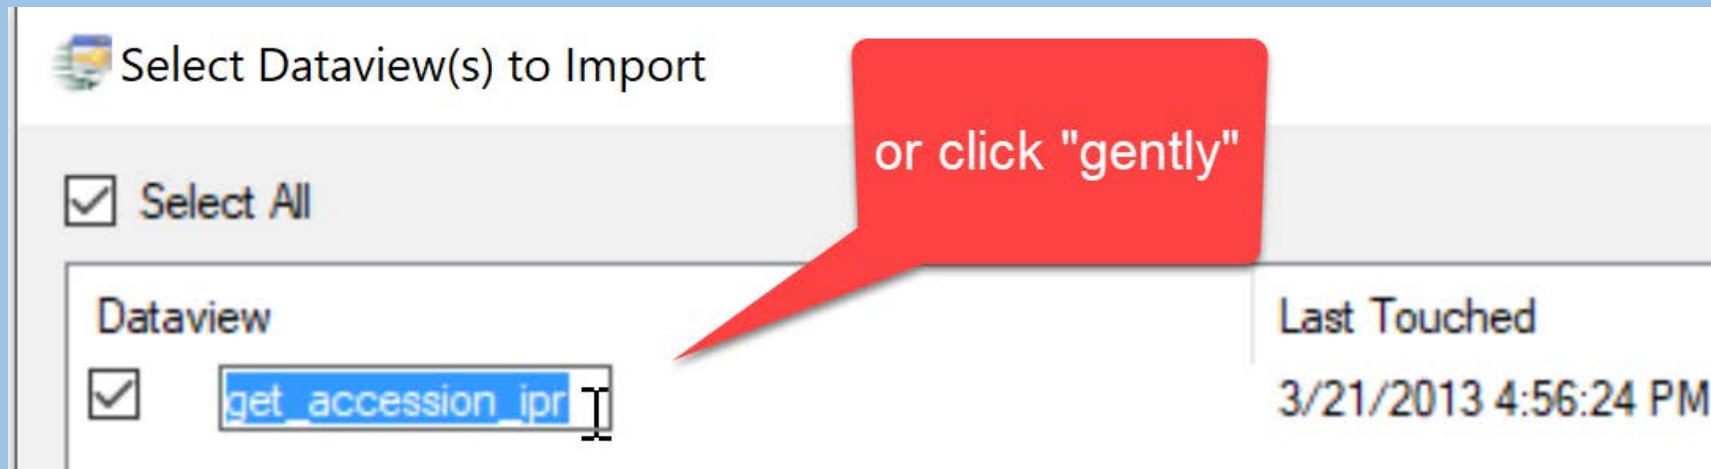 Select Dataview(s) to Import
or click "gently"
Select All
Dataview
Last Touched
get_accession_ipr
3/21/2013 4:56:24 PM